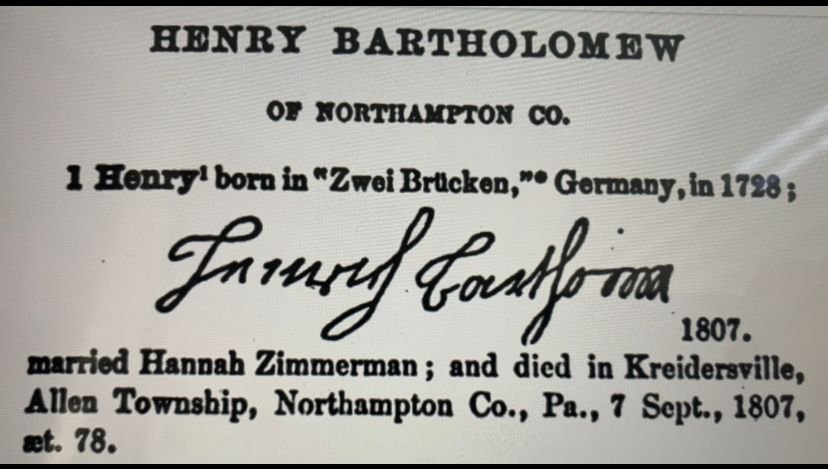 HENRY BARTHOLOMEW
OF NORTHAMPTON CO.
1 Henry¹ born in "Zwei Brücken,"* Germany, in 1728;
Heinrich
1807.
married Hannah Zimmerman; and died in Kreidersville,
Allen Township, Northampton Co., Pa., 7 Sept., 1807,
æt. 78.